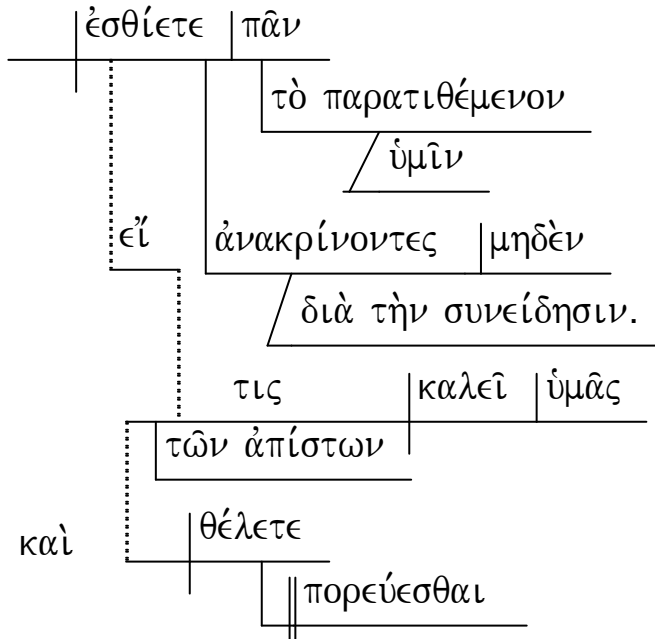 ἐσθίετε πᾶν
τὸ παρατιθέμενον
ὑμῖν
εἴ ἀνακρίνοντες μηδὲν
διὰ τὴν συνείδησιν.
τις καλεῖ ὑμᾶς
τῶν ἀπίστων
καὶ θέλετε
πορεύεσθαι